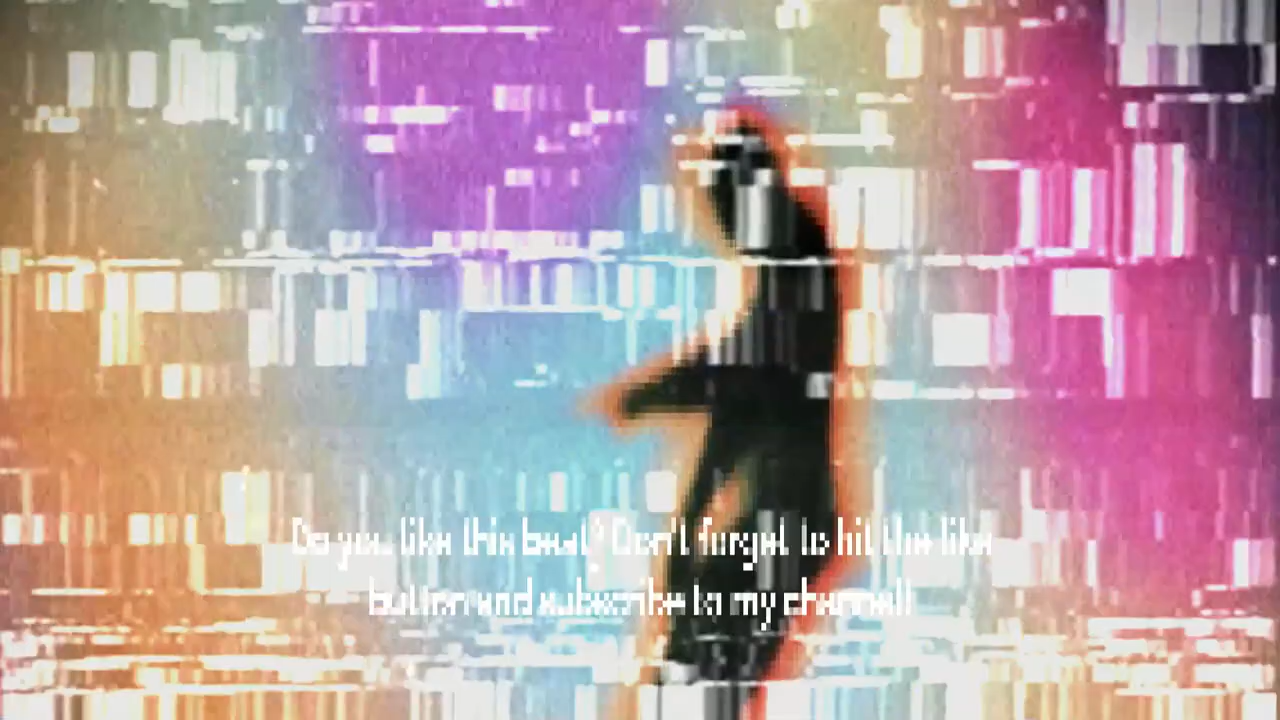 Do you like this beat? Don't forget to hit the like
button and subscribe to my channel!